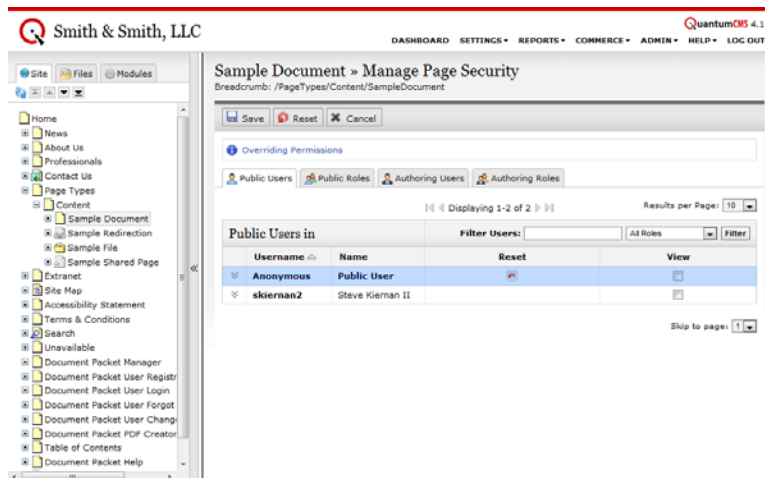 Smith & Smith, LLC
QuantumCMS 4.1
DASHBOARD SETTINGS REPORTS COMMERCE ADMIN HELP LOG OUT
Site Files Modules
Home
News
About Us
Professionals
Contact Us
Page Types
Content
Sample Document
Sample Redirection
Sample File
Sample Shared Page
Extranet
Site Map
Accessibility Statement
Terms & Conditions
Search
Unavailable
Document Packet Manager
Document Packet User Registr
Document Packet User Login
Document Packet User Forgot
Document Packet User Chang
Document Packet PDF Creator
Table of Contents
Document Packet Help
Sample Document » Manage Page Security
Breadcrumb: /PageTypes/Content/SampleDocument
Save Reset Cancel
Overriding Permissions
Public Users Public Roles Authoring Users Authoring Roles
Displaying 1-2 of 2 Results per Page: 10
Public Users in Filter Users: All Roles Filter
Username Name Reset View
Anonymous Public User
skiernan2 Steve Kiernan II
Skip to page: 1